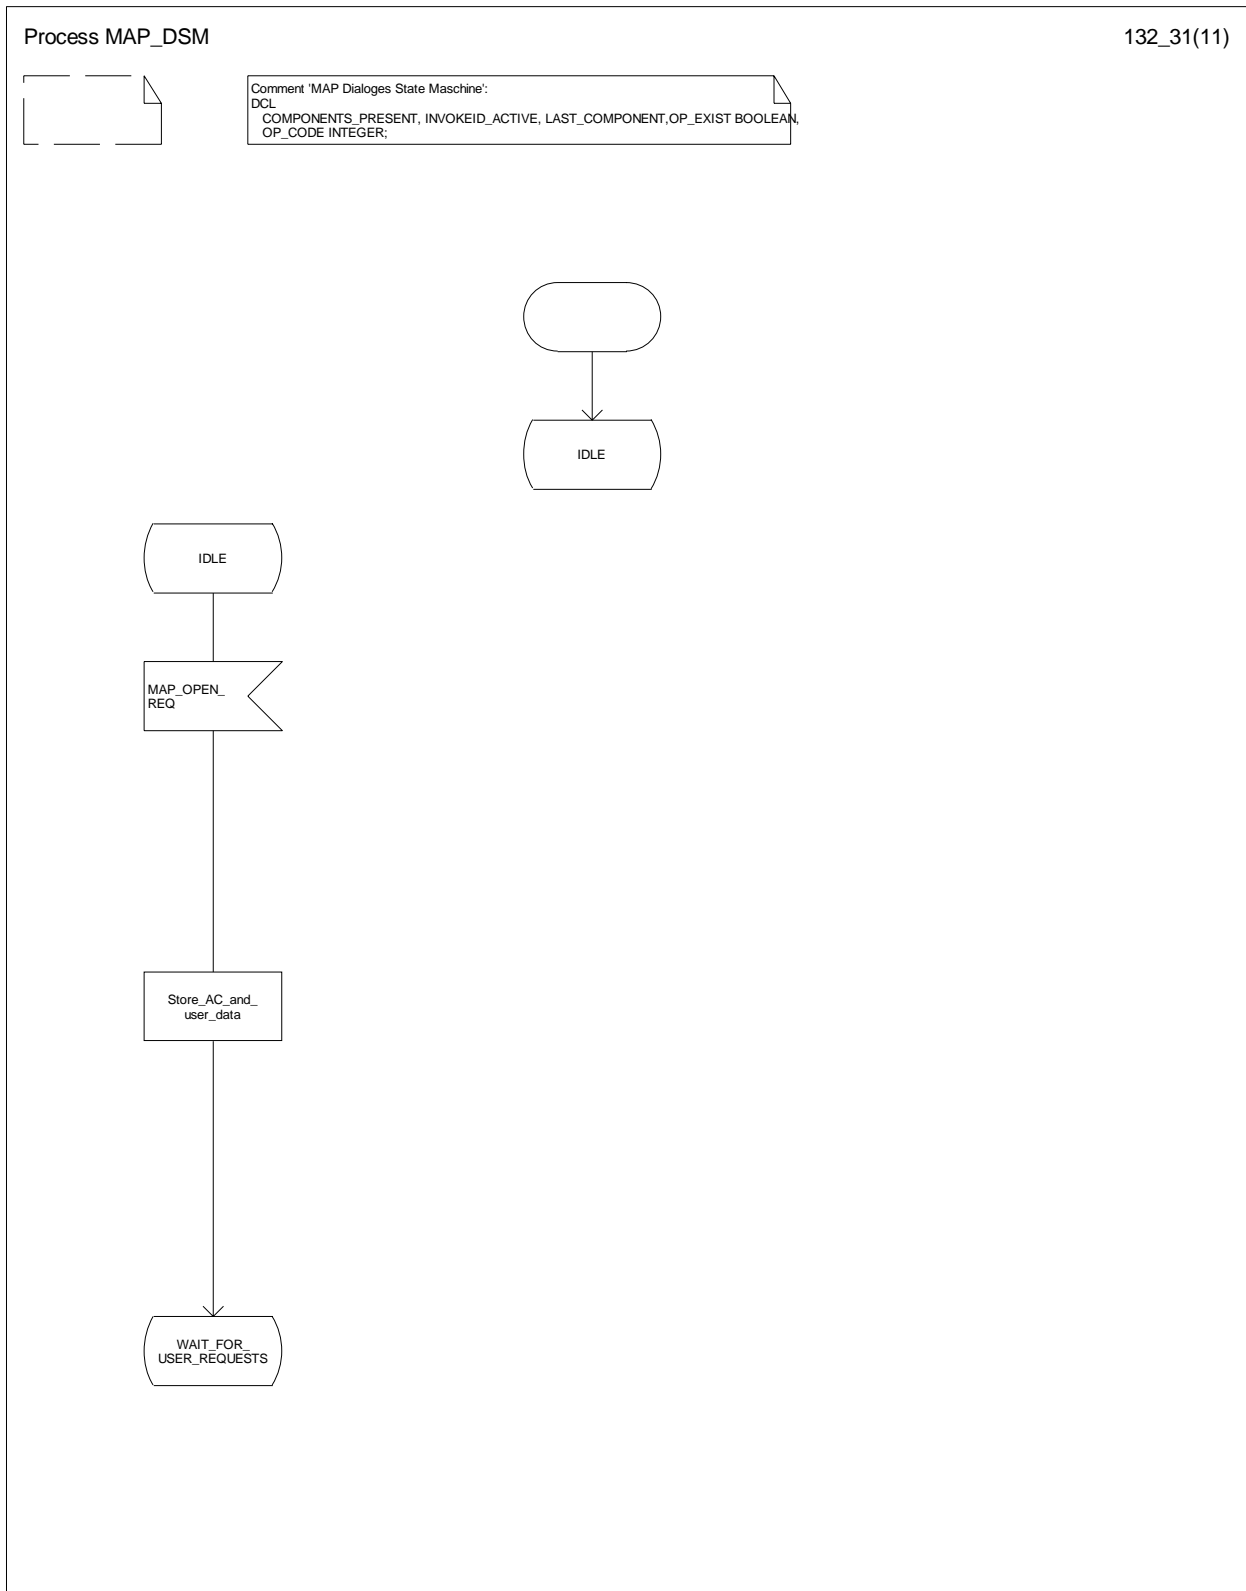 Process MAP_DSM
132_31(11)
Comment 'MAP Dialoges State Maschine':
DCL
COMPONENTS_PRESENT, INVOKEID_ACTIVE, LAST_COMPONENT,OP_EXIST BOOLEAN,
OP_CODE INTEGER;
IDLE
IDLE
MAP_OPEN_
REQ
Store_AC_and_
user_data
WAIT_FOR_
USER_REQUESTS